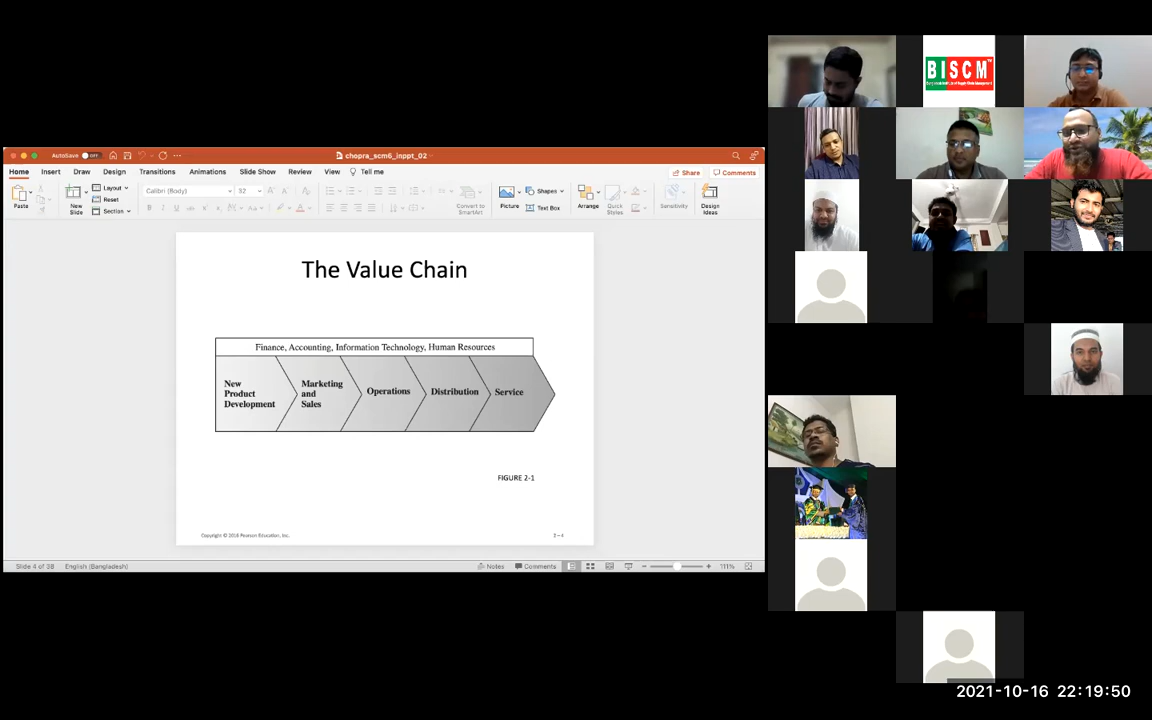 AutoSave OFF
chopra_scm6_inppt_02
Home Insert Draw Design Transitions Animations Slide Show Review View Tell me
Share Comments
Paste
New Slide
Layout
Reset
Section
Calibri (Body) 32
Convert to SmartArt
Picture
Shapes
Text Box
Arrange
Quick Styles
Sensitivity
Design Ideas
The Value Chain
Finance, Accounting, Information Technology, Human Resources
New Product Development
Marketing and Sales
Operations
Distribution
Service
FIGURE 2-1
Copyright © 2016 Pearson Education, Inc.
2 – 4
Slide 4 of 38 English (Bangladesh)
Notes Comments 111%
BISCM
2021-10-16 22:19:50